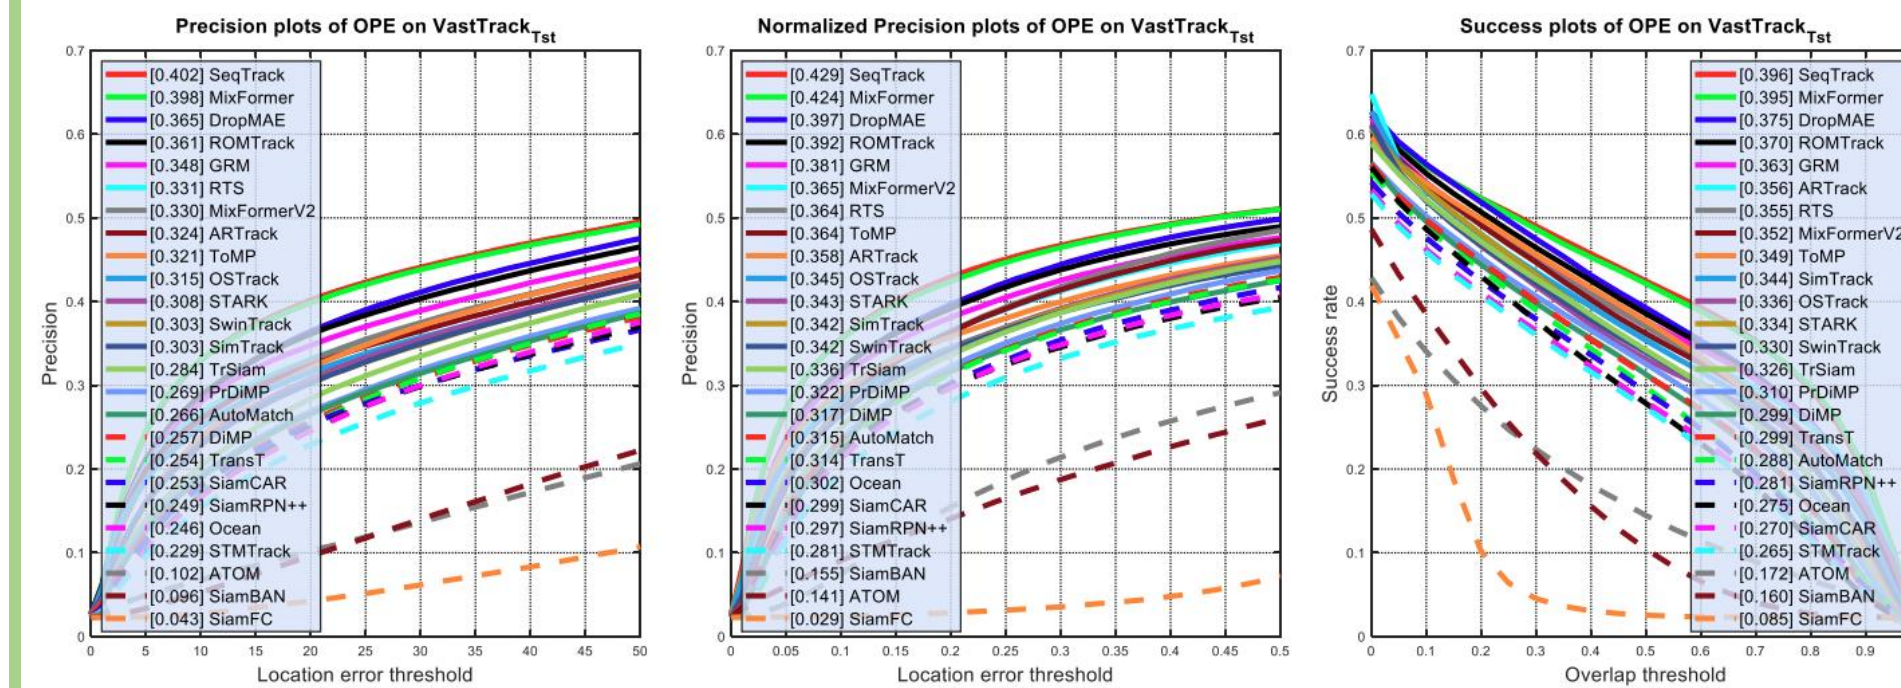 Precision plots of OPE on VastTrack_Tst
0.7
0.6
0.5
0.4
0.3
0.2
0.1
0
Precision
[0.402] SeqTrack
[0.398] MixFormer
[0.365] DropMAE
[0.361] ROMTrack
[0.348] GRM
[0.331] RTS
[0.330] MixFormerV2
[0.324] ARTrack
[0.321] ToMP
[0.315] OSTrack
[0.308] STARK
[0.303] SwinTrack
[0.303] SimTrack
[0.284] TrSiam
[0.269] PrDiMP
[0.266] AutoMatch
[0.257] DiMP
[0.254] TransT
[0.253] SiamCAR
[0.249] SiamRPN++
[0.246] Ocean
[0.229] STMTrack
[0.102] ATOM
[0.096] SiamBAN
[0.043] SiamFC
0 5 10 15 20 25 30 35 40 45 50
Location error threshold
Normalized Precision plots of OPE on VastTrack_Tst
0.7
0.6
0.5
0.4
0.3
0.2
0.1
0
Precision
[0.429] SeqTrack
[0.424] MixFormer
[0.397] DropMAE
[0.392] ROMTrack
[0.381] GRM
[0.365] MixFormerV2
[0.364] RTS
[0.364] ToMP
[0.358] ARTrack
[0.345] OSTrack
[0.343] STARK
[0.342] SimTrack
[0.342] SwinTrack
[0.336] TrSiam
[0.322] PrDiMP
[0.317] DiMP
[0.315] AutoMatch
[0.314] TransT
[0.302] Ocean
[0.299] SiamCAR
[0.297] SiamRPN++
[0.281] STMTrack
[0.155] SiamBAN
[0.141] ATOM
[0.029] SiamFC
0 0.05 0.1 0.15 0.2 0.25 0.3 0.35 0.4 0.45 0.5
Location error threshold
Success plots of OPE on VastTrack_Tst
0.7
0.6
0.5
0.4
0.3
0.2
0.1
0
Success rate
[0.396] SeqTrack
[0.395] MixFormer
[0.375] DropMAE
[0.370] ROMTrack
[0.363] GRM
[0.356] ARTrack
[0.355] RTS
[0.352] MixFormerV2
[0.349] ToMP
[0.344] SimTrack
[0.336] OSTrack
[0.334] STARK
[0.330] SwinTrack
[0.326] TrSiam
[0.310] PrDiMP
[0.299] DiMP
[0.299] TransT
[0.288] AutoMatch
[0.281] SiamRPN++
[0.275] Ocean
[0.270] SiamCAR
[0.265] STMTrack
[0.172] ATOM
[0.160] SiamBAN
[0.085] SiamFC
0 0.1 0.2 0.3 0.4 0.5 0.6 0.7 0.8 0.9
Overlap threshold